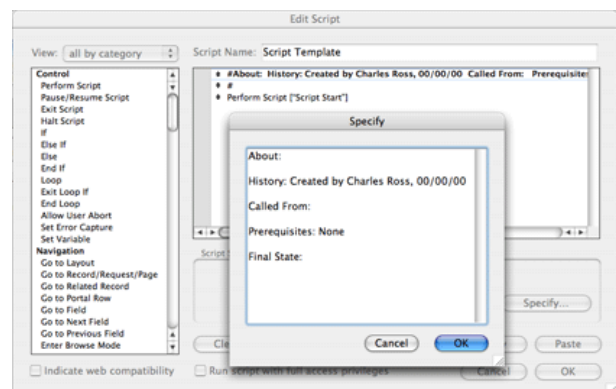 Edit Script
View: all by category
Script Name: Script Template
Control
Perform Script
Pause/Resume Script
Exit Script
Halt Script
If
Else If
Else
End If
Loop
Exit Loop If
End Loop
Allow User Abort
Set Error Capture
Set Variable
Navigation
Go to Layout
Go to Record/Request/Page
Go to Related Record
Go to Portal Row
Go to Field
Go to Next Field
Go to Previous Field
Enter Browse Mode
#About: History: Created by Charles Ross, 00/00/00 Called From: Prerequisites
#
Perform Script ["Script Start"]
Specify
About:
History: Created by Charles Ross, 00/00/00
Called From:
Prerequisites: None
Final State:
Cancel OK
Script
Specify...
Cle
Paste
Indicate web compatibility
Run script with full access privileges
Cancel OK